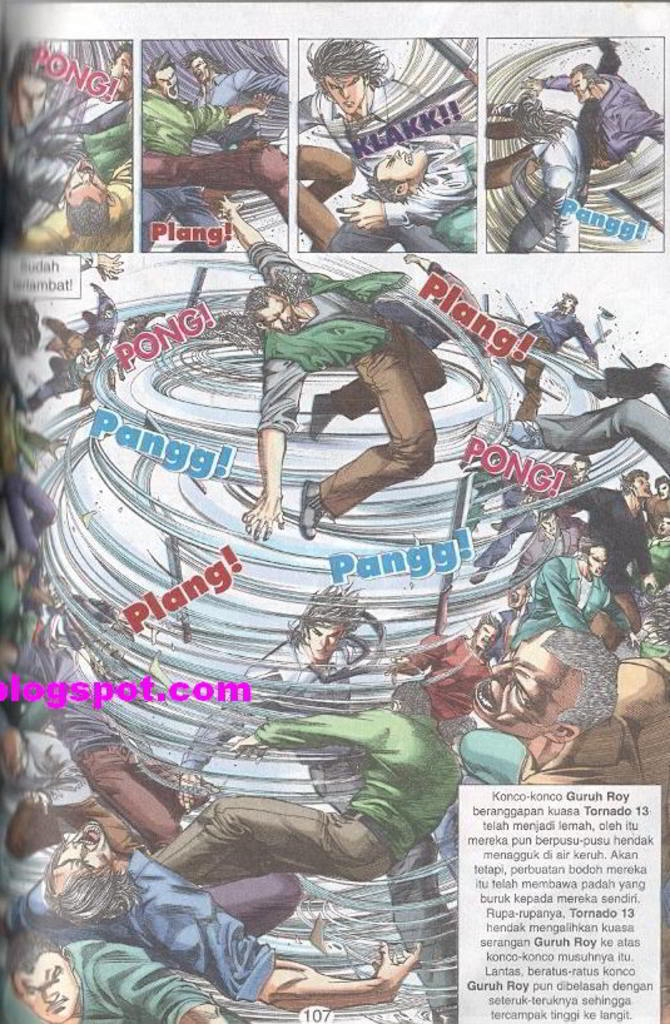 PONG!
Plang!
KLAKK!!
Pangg!
Sudah
terlambat!
PONG!
Plang!
Pangg!
PONG!
Plang!
Pangg!
blogspot.com
Konco-konco Guruh Roy
beranggapan kuasa Tornado 13
telah menjadi lemah, oleh itu
mereka pun berpusu-pusu hendak
menagguk di air keruh. Akan
tetapi, perbuatan bodoh mereka
itu telah membawa padah yang
buruk kepada mereka sendiri.
Rupa-rupanya, Tornado 13
hendak mengalihkan kuasa
serangan Guruh Roy ke atas
konco-konco musuhnya itu.
Lantas, beratus-ratus konco
Guruh Roy pun dibelasah dengan
seteruk-teruknya sehingga
tercampak tinggi ke langit.
107